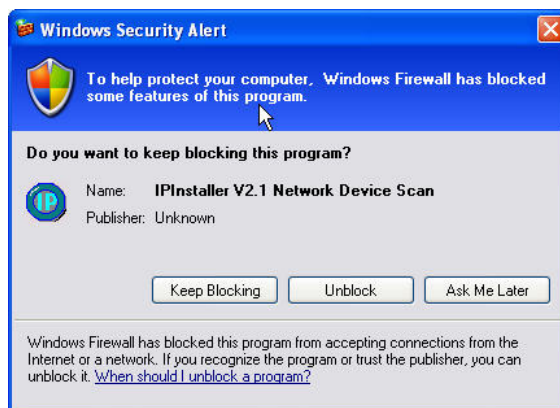 Windows Security Alert
To help protect your computer, Windows Firewall has blocked
some features of this program.
Do you want to keep blocking this program?
IP
Name: IPInstaller V2.1 Network Device Scan
Publisher: Unknown
Keep Blocking Unblock Ask Me Later
Windows Firewall has blocked this program from accepting connections from the
Internet or a network. If you recognize the program or trust the publisher, you can
unblock it. When should I unblock a program?